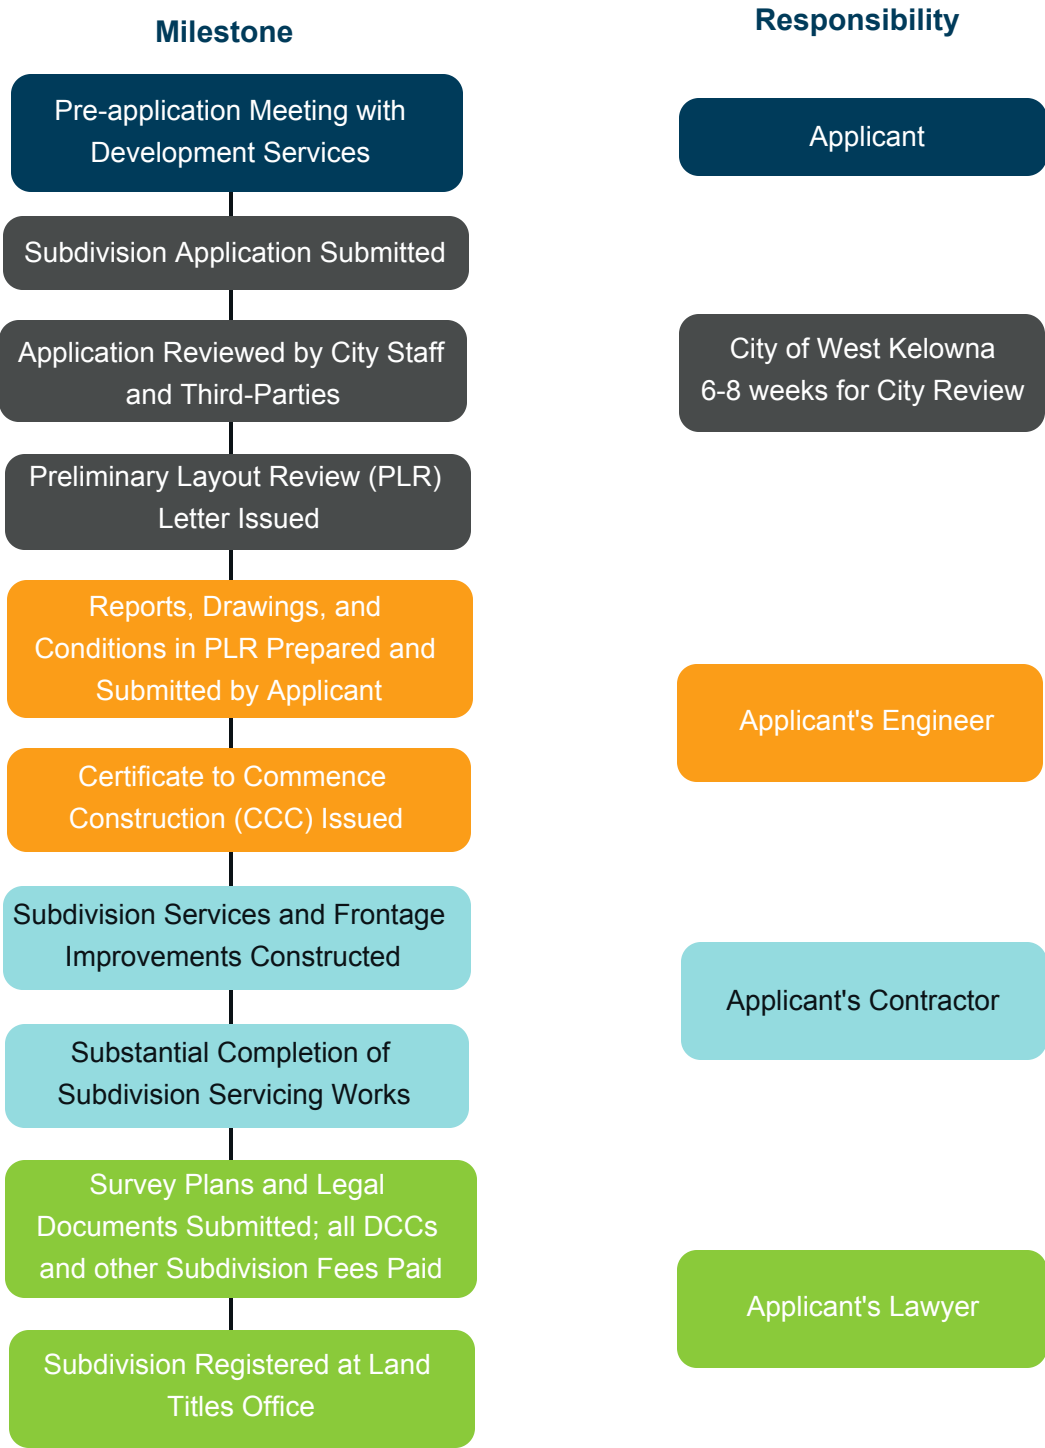 Milestone
Responsibility
Pre-application Meeting with
Development Services
Applicant
Subdivision Application Submitted
Application Reviewed by City Staff
and Third-Parties
City of West Kelowna
6-8 weeks for City Review
Preliminary Layout Review (PLR)
Letter Issued
Reports, Drawings, and
Conditions in PLR Prepared and
Submitted by Applicant
Applicant's Engineer
Certificate to Commence
Construction (CCC) Issued
Subdivision Services and Frontage
Improvements Constructed
Applicant's Contractor
Substantial Completion of
Subdivision Servicing Works
Survey Plans and Legal
Documents Submitted; all DCCs
and other Subdivision Fees Paid
Applicant's Lawyer
Subdivision Registered at Land
Titles Office